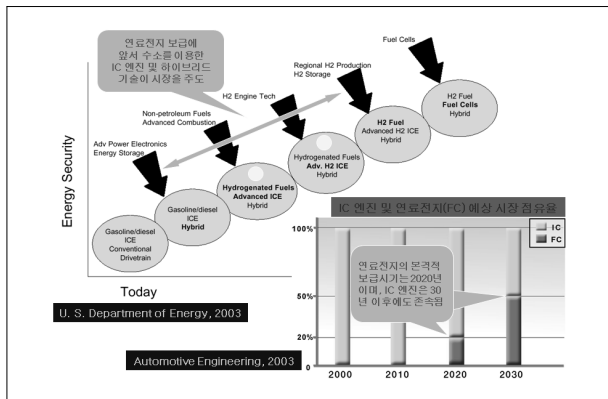 연료전지 보급에
앞서 수소를 이용한
IC 엔진 및 하이브리드
기술이 시장을 주도
Fuel Cells
Regional H2 Production
H2 Storage
H2 Engine Tech
Non-petroleum Fuels
Advanced Combustion
Adv Power Electronics
Energy Storage
Energy Security
H2 Fuel
Fuel Cells
Hybrid
H2 Fuel
Advanced H2 ICE
Hybrid
Hydrogenated Fuels
Adv. H2 ICE
Hybrid
Hydrogenated Fuels
Advanced ICE
Hybrid
Gasoline/diesel
ICE
Hybrid
Gasoline/diesel
ICE
Conventional
Drivetrain
Today
U. S. Department of Energy, 2003
IC 엔진 및 연료전지(FC) 예상 시장 점유율
IC
FC
100%
50%
20%
0
연료전지의 본격적
보급시기는 2020년
이며, IC 엔진은 30
년 이후에도 존속됨
2000
2010
2020
2030
Automotive Engineering, 2003